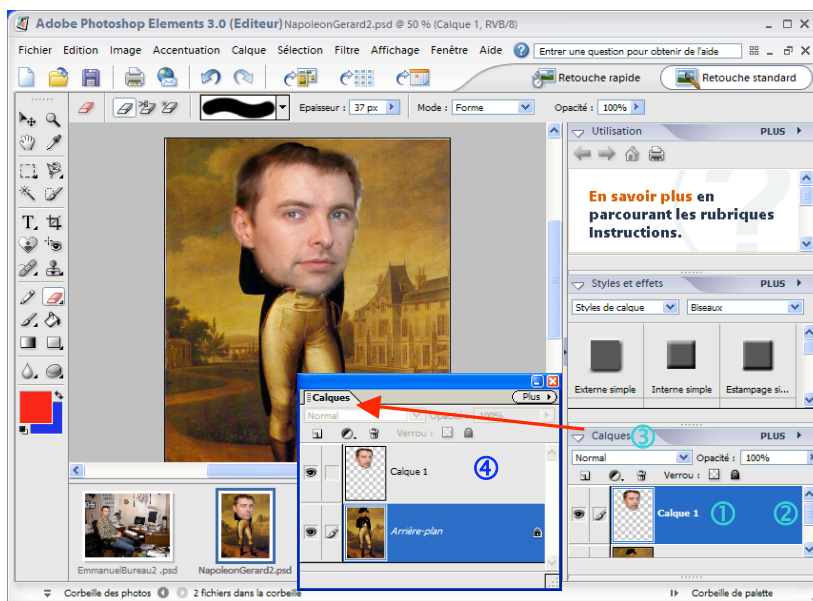 Adobe Photoshop Elements 3.0 (Editeur) NapoleonGerard2.psd @ 50 % (Calque 1, RVB/8)
Fichier Edition Image Accentuation Calque Sélection Filtre Affichage Fenêtre Aide ? Entrer une question pour obtenir de l'aide
Retouche rapide Retouche standard
Epaisseur : 37 px Mode : Forme Opacité : 100%
Utilisation PLUS
En savoir plus en
parcourant les rubriques
Instructions.
Styles et effets PLUS
Styles de calque Biseaux
Externe simple Interne simple Estampage si...
Calques ③ PLUS
Normal Opacité : 100%
Verrou :
Calque 1 ① ②
Calques Plus
Normal Opacité : 100%
Verrou :
Calque 1 ④
Arrière-plan
EmmanuelBureau2 .psd NapoleonGerard2.psd
Corbeille des photos 2 fichiers dans la corbeille Corbeille de palette